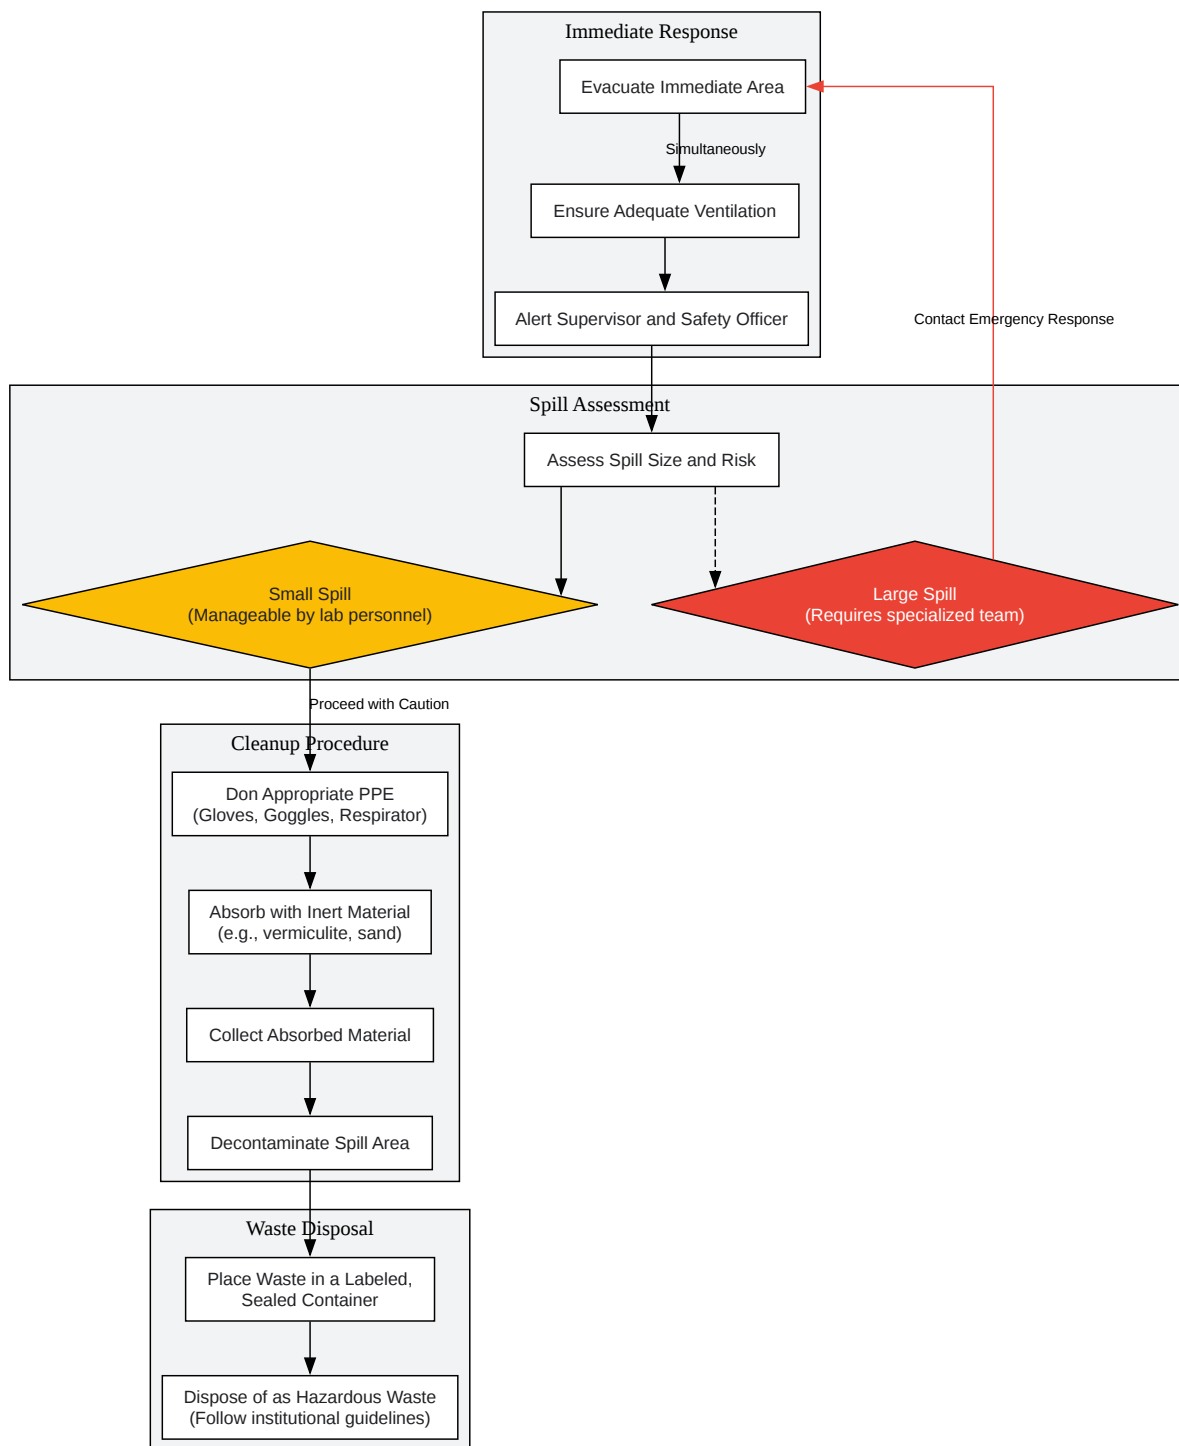 Immediate Response
Evacuate Immediate Area
Simultaneously
Ensure Adequate Ventilation
Alert Supervisor and Safety Officer
Contact Emergency Response
Spill Assessment
Assess Spill Size and Risk
Small Spill
(Manageable by lab personnel)
Large Spill
(Requires specialized team)
Proceed with Caution
Cleanup Procedure
Don Appropriate PPE
(Gloves, Goggles, Respirator)
Absorb with Inert Material
(e.g., vermiculite, sand)
Collect Absorbed Material
Decontaminate Spill Area
Waste Disposal
Place Waste in a Labeled,
Sealed Container
Dispose of as Hazardous Waste
(Follow institutional guidelines)